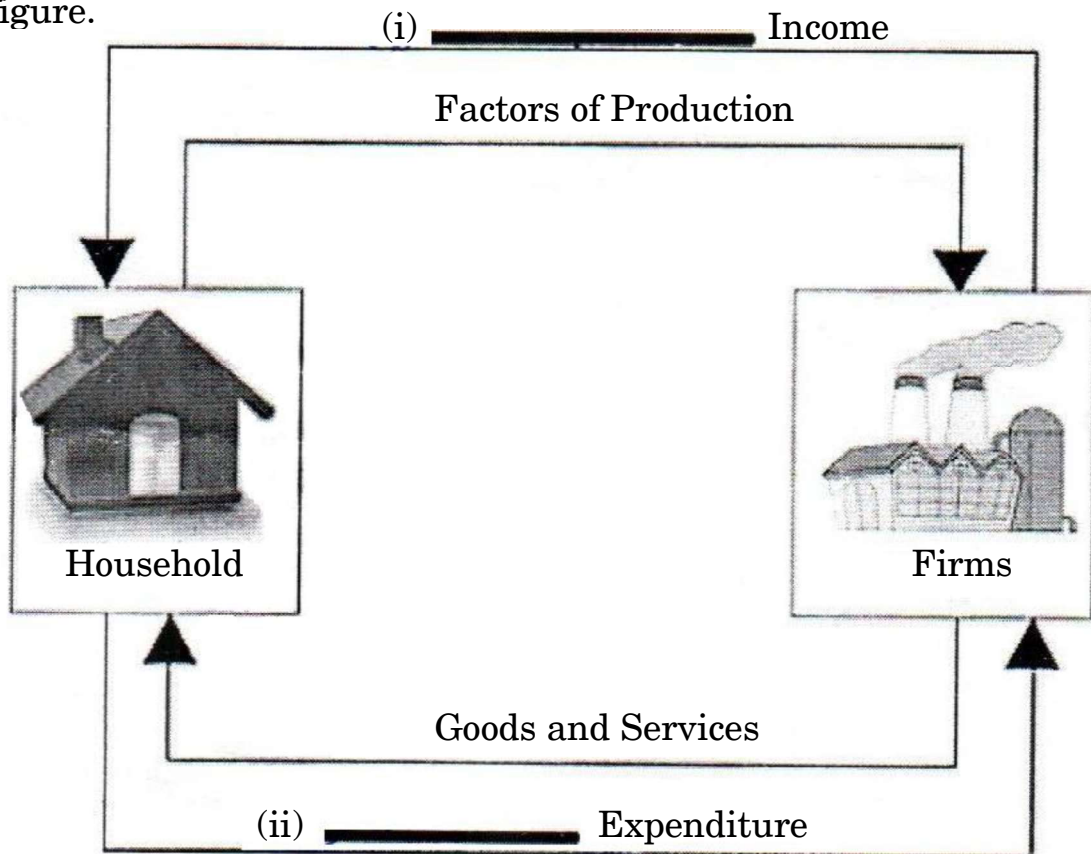 igure.
(i) Income
Factors of Production
Household
Firms
Goods and Services
(ii) Expenditure